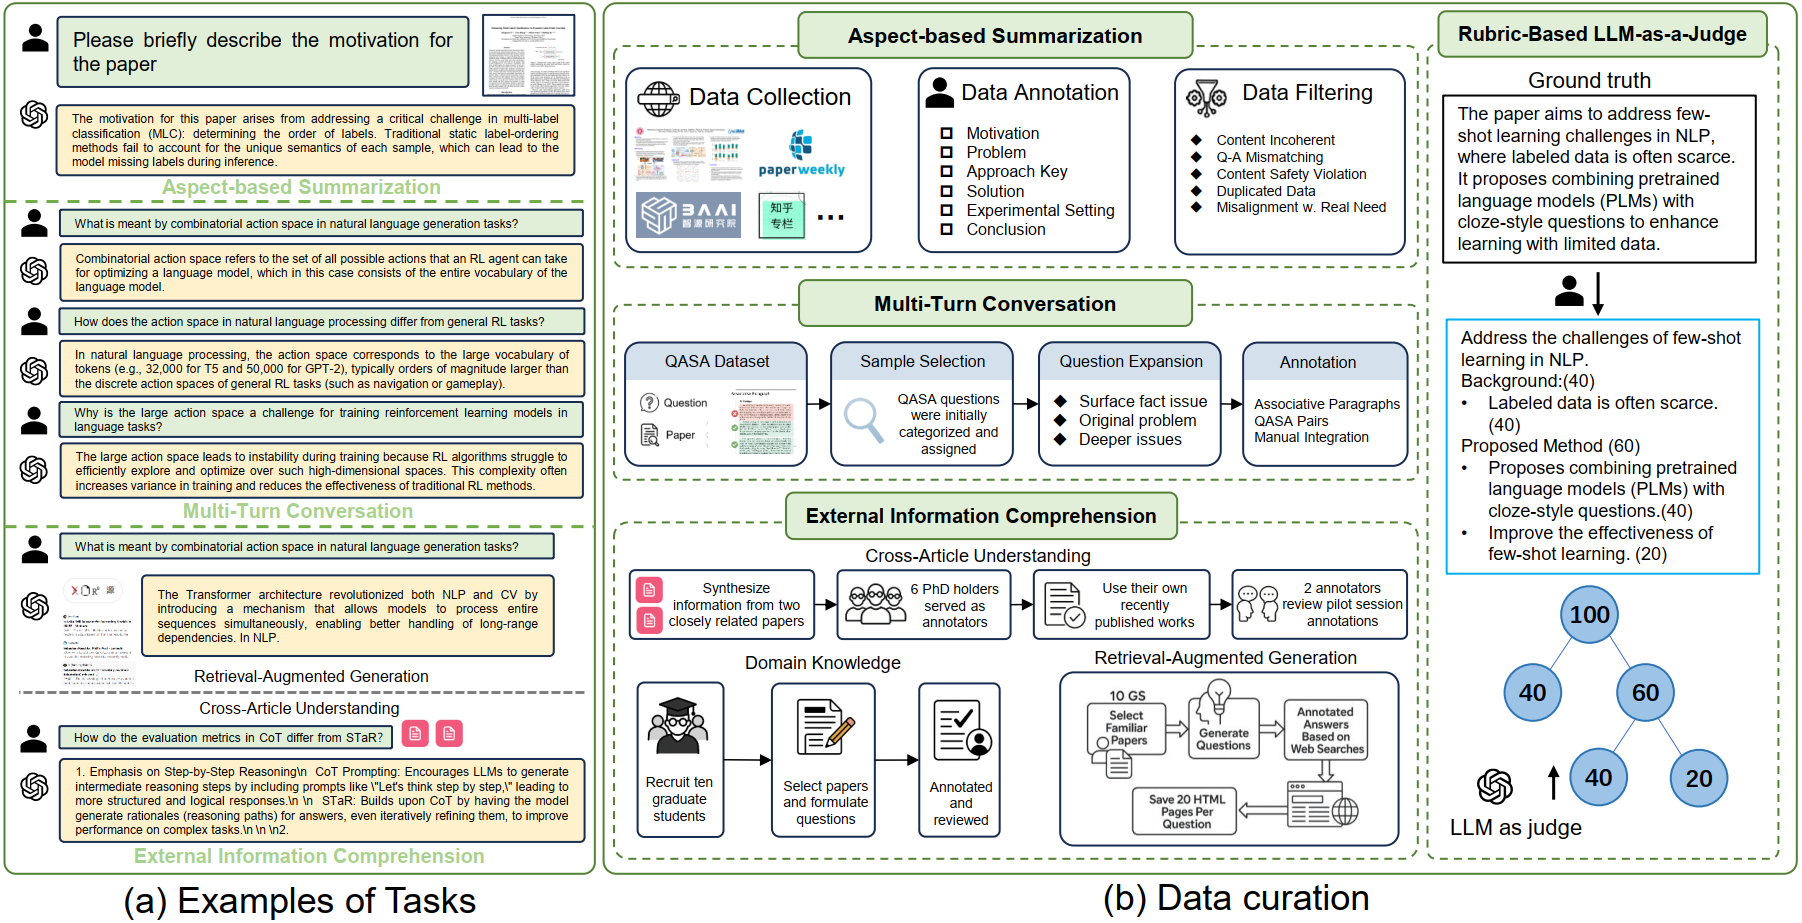 Please briefly describe the motivation for
the paper
The motivation for this paper arises from addressing a critical challenge in multi-label
classification (MLC): determining the order of labels. Traditional static label-ordering
methods fail to account for the unique semantics of each sample, which can lead to the
model missing labels during inference.
Aspect-based Summarization
What is meant by combinatorial action space in natural language generation tasks?
Combinatorial action space refers to the set of all possible actions that an RL agent can take
for optimizing a language model, which in this case consists of the entire vocabulary of the
language model.
How does the action space in natural language processing differ from general RL tasks?
In natural language processing, the action space corresponds to the large vocabulary of
tokens (e.g., 32,000 for T5 and 50,000 for GPT-2), typically orders of magnitude larger than
the discrete action spaces of general RL tasks (such as navigation or gameplay).
Why is the large action space a challenge for training reinforcement learning models in
language tasks?
The large action space leads to instability during training because RL algorithms struggle to
efficiently explore and optimize over such high-dimensional spaces. This complexity often
increases variance in training and reduces the effectiveness of traditional RL methods.
Multi-Turn Conversation
What is meant by combinatorial action space in natural language generation tasks?
The Transformer architecture revolutionized both NLP and CV by
introducing a mechanism that allows models to process entire
sequences simultaneously, enabling better handling of long-range
dependencies. In NLP.
Retrieval-Augmented Generation
Cross-Article Understanding
How do the evaluation metrics in CoT differ from STaR?
1. Emphasis on Step-by-Step Reasoning\n  CoT Prompting: Encourages LLMs to generate
intermediate reasoning steps by including prompts like \"Let's think step by step,\" leading to
more structured and logical responses.\n \n  STaR: Builds upon CoT by having the model
generate rationales (reasoning paths) for answers, even iteratively refining them, to improve
performance on complex tasks.\n \n \n2.
External Information Comprehension
(a) Examples of Tasks
Aspect-based Summarization
Data Collection
paperweekly
BAAI
智源研究院
知乎
专栏
...
Data Annotation
Motivation
Problem
Approach Key
Solution
Experimental Setting
Conclusion
Data Filtering
Content Incoherent
Q-A Mismatching
Content Safety Violation
Duplicated Data
Misalignment w. Real Need
Multi-Turn Conversation
QASA Dataset
Question
Paper
Sample Selection
QASA questions
were initially
categorized and
assigned
Question Expansion
Surface fact issue
Original problem
Deeper issues
Annotation
Associative Paragraphs
QASA Pairs
Manual Integration
External Information Comprehension
Cross-Article Understanding
Synthesize
information from two
closely related papers
6 PhD holders
served as
annotators
Use their own
recently
published works
2 annotators
review pilot session
annotations
Domain Knowledge
Recruit ten
graduate
students
Select papers
and formulate
questions
Annotated
and
reviewed
Retrieval-Augmented Generation
10 GS
Select
Familiar
Papers
Generate
Questions
Annotated
Answers
Based on
Web Searches
Save 20 HTML
Pages Per
Question
Rubric-Based LLM-as-a-Judge
Ground truth
The paper aims to address few-
shot learning challenges in NLP,
where labeled data is often scarce.
It proposes combining pretrained
language models (PLMs) with
cloze-style questions to enhance
learning with limited data.
Address the challenges of few-shot
learning in NLP.
Background:(40)
• Labeled data is often scarce.
(40)
Proposed Method (60)
• Proposes combining pretrained
language models (PLMs) with
cloze-style questions.(40)
• Improve the effectiveness of
few-shot learning. (20)
100
40
60
40
20
LLM as judge
(b) Data curation